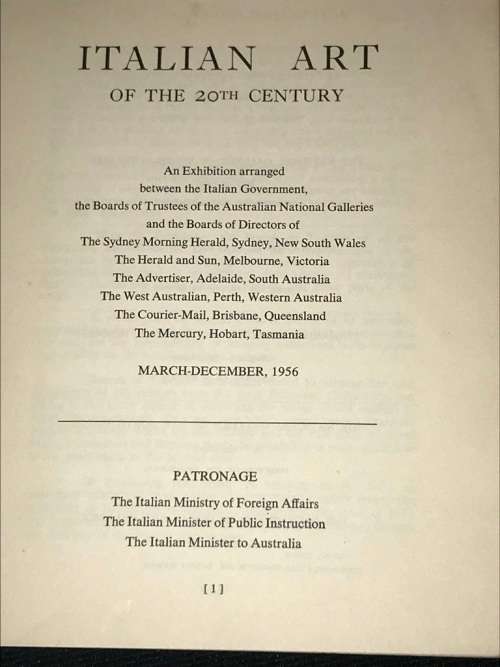 ITALIAN ART
OF THE 20TH CENTURY
An Exhibition arranged
between the Italian Government,
the Boards of Trustees of the Australian National Galleries
and the Boards of Directors of
The Sydney Morning Herald, Sydney, New South Wales
The Herald and Sun, Melbourne, Victoria
The Advertiser, Adelaide, South Australia
The West Australian, Perth, Western Australia
The Courier-Mail, Brisbane, Queensland
The Mercury, Hobart, Tasmania
MARCH-DECEMBER, 1956
PATRONAGE
The Italian Ministry of Foreign Affairs
The Italian Minister of Public Instruction
The Italian Minister to Australia
[ 1 ]